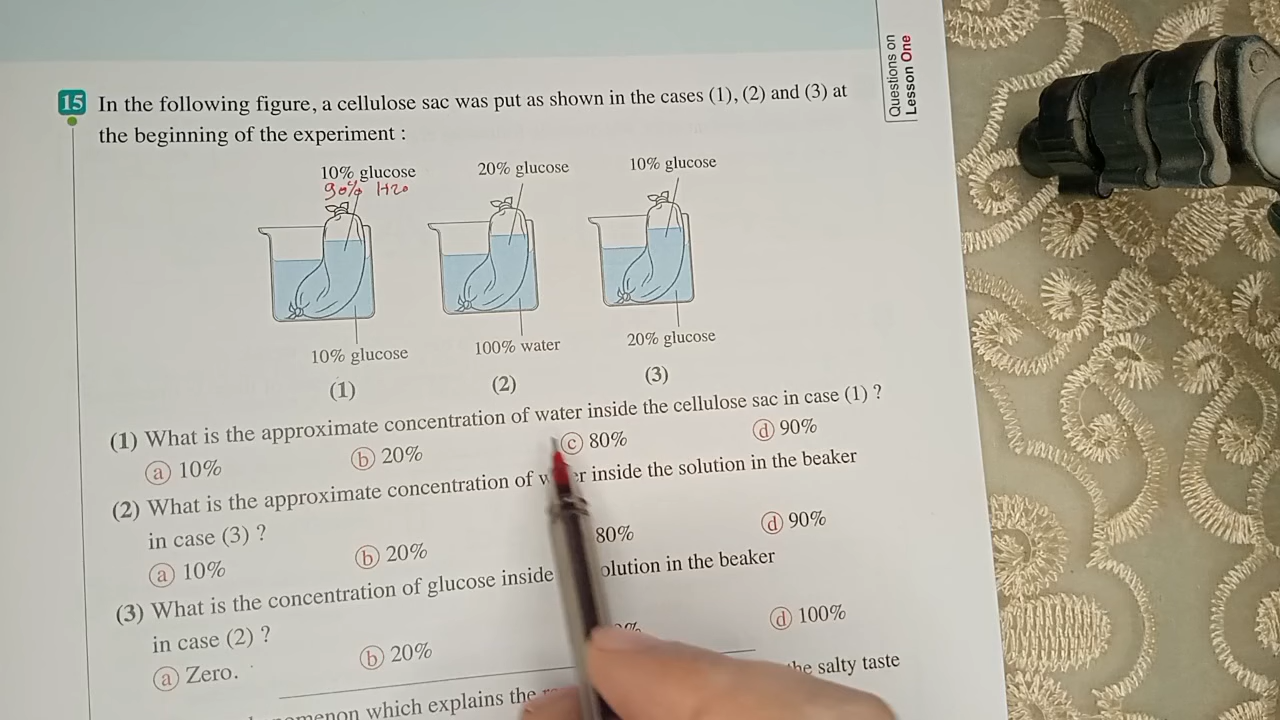 Questions on
Lesson One
15 In the following figure, a cellulose sac was put as shown in the cases (1), (2) and (3) at
the beginning of the experiment :
10% glucose 20% glucose 10% glucose
90% H2O
10% glucose 100% water 20% glucose
(1) (2) (3)
(1) What is the approximate concentration of water inside the cellulose sac in case (1) ?
a 10% b 20% c 80% d 90%
(2) What is the approximate concentration of inside the solution in the beaker
in case (3) ?
a 10% b 20% 80% d 90%
(3) What is the concentration of glucose inside in the beaker
in case (2) ?
a Zero. b 20% d 100%
which explains the salty taste